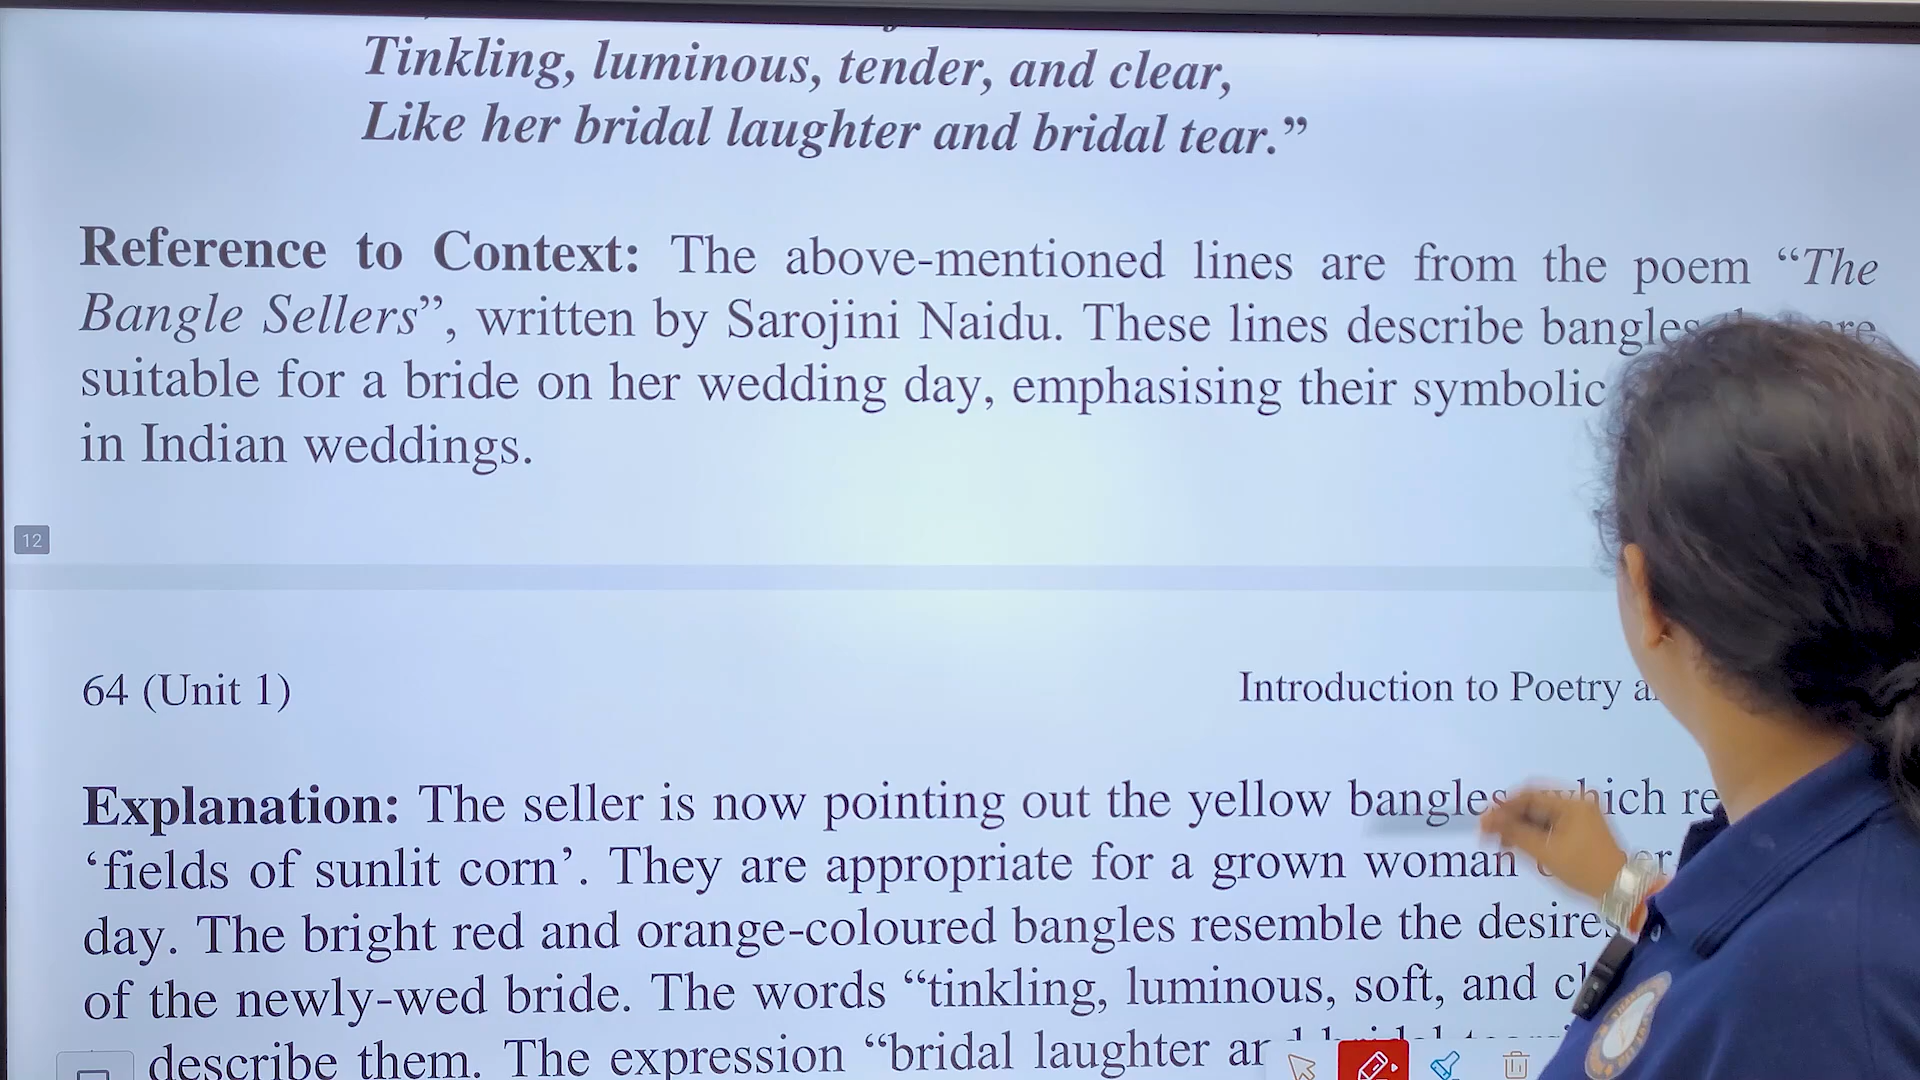 Tinkling, luminous, tender, and clear,
Like her bridal laughter and bridal tear.”
Reference to Context: The above-mentioned lines are from the poem “The
Bangle Sellers”, written by Sarojini Naidu. These lines describe bangles
suitable for a bride on her wedding day, emphasising their symbolic
in Indian weddings.
12
64 (Unit 1)
Introduction to Poetry
Explanation: The seller is now pointing out the yellow bangles which
‘fields of sunlit corn’. They are appropriate for a grown woman
day. The bright red and orange-coloured bangles resemble the
of the newly-wed bride. The words “tinkling, luminous, soft, and
describe them. The expression “bridal laughter